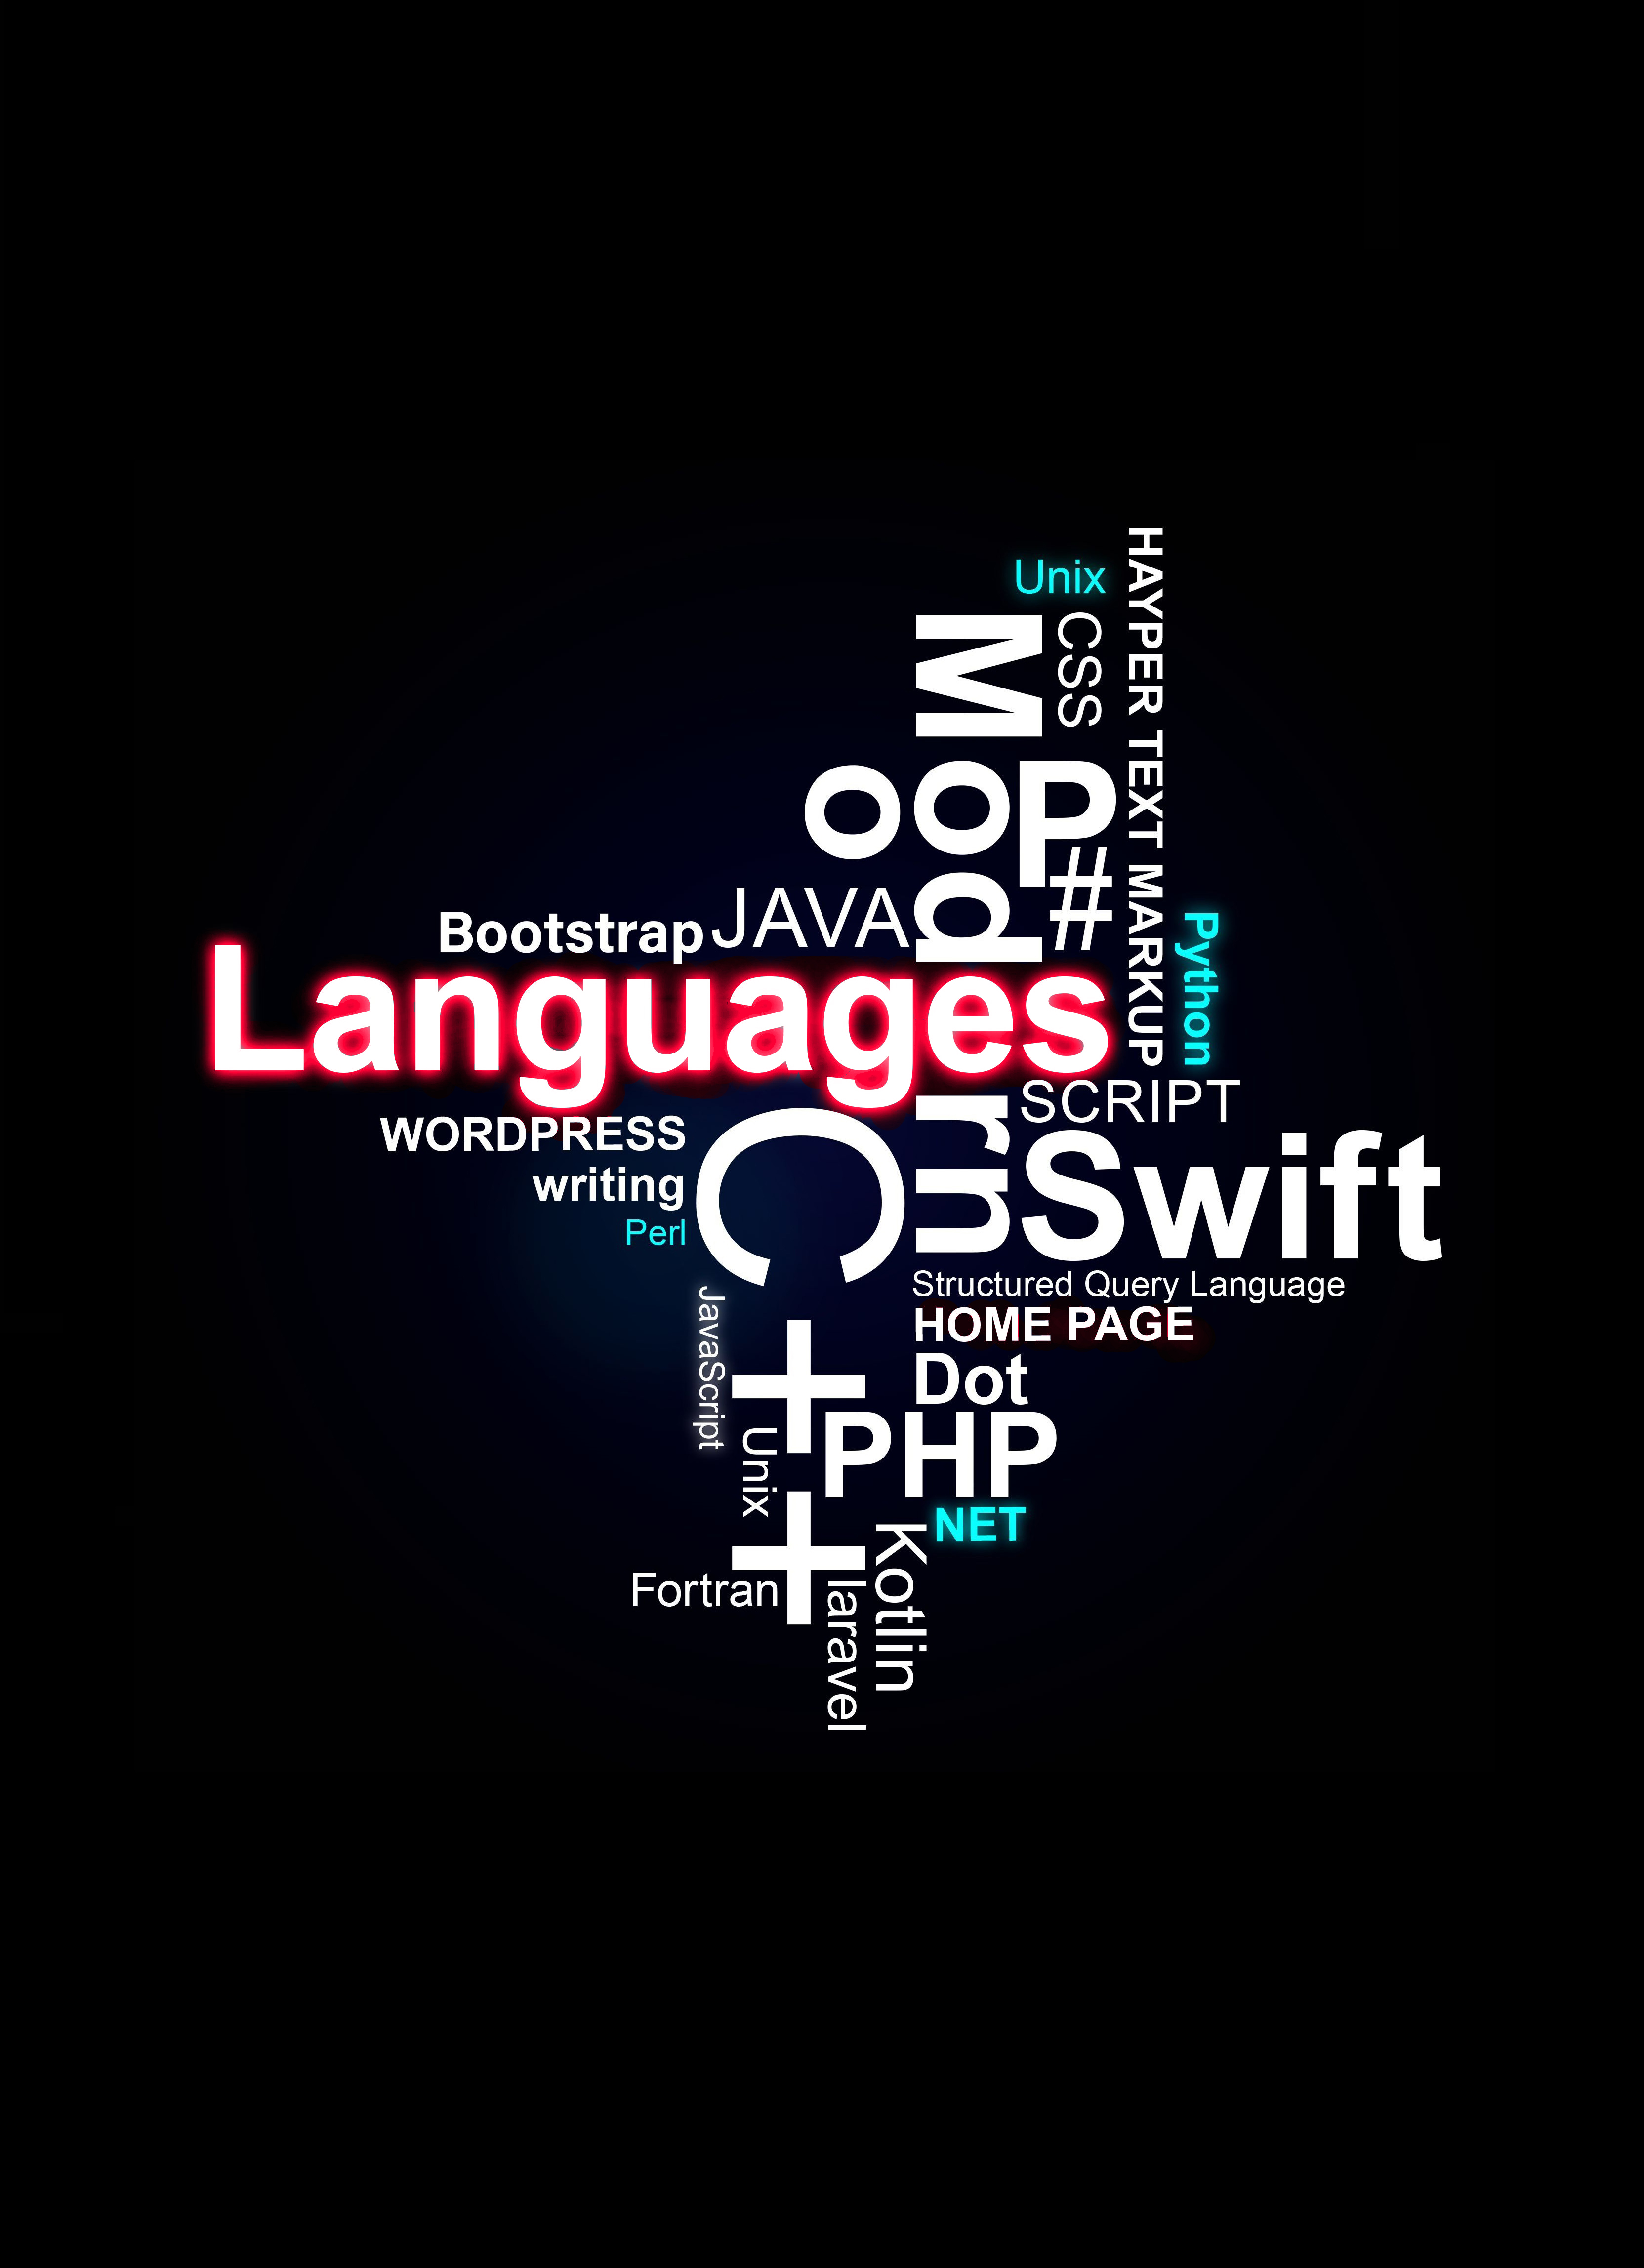 Unix
CSS
HAYPER TEXT MARKUP
Modern
P
o
#
JAVA
Bootstrap
Python
Languages
SCRIPT
WORDPRESS
C++
Swift
writing
Perl
Structured Query Language
JavaScript
HOME PAGE
Dot
PHP
Unix
NET
Kotlin
Fortran
laravel